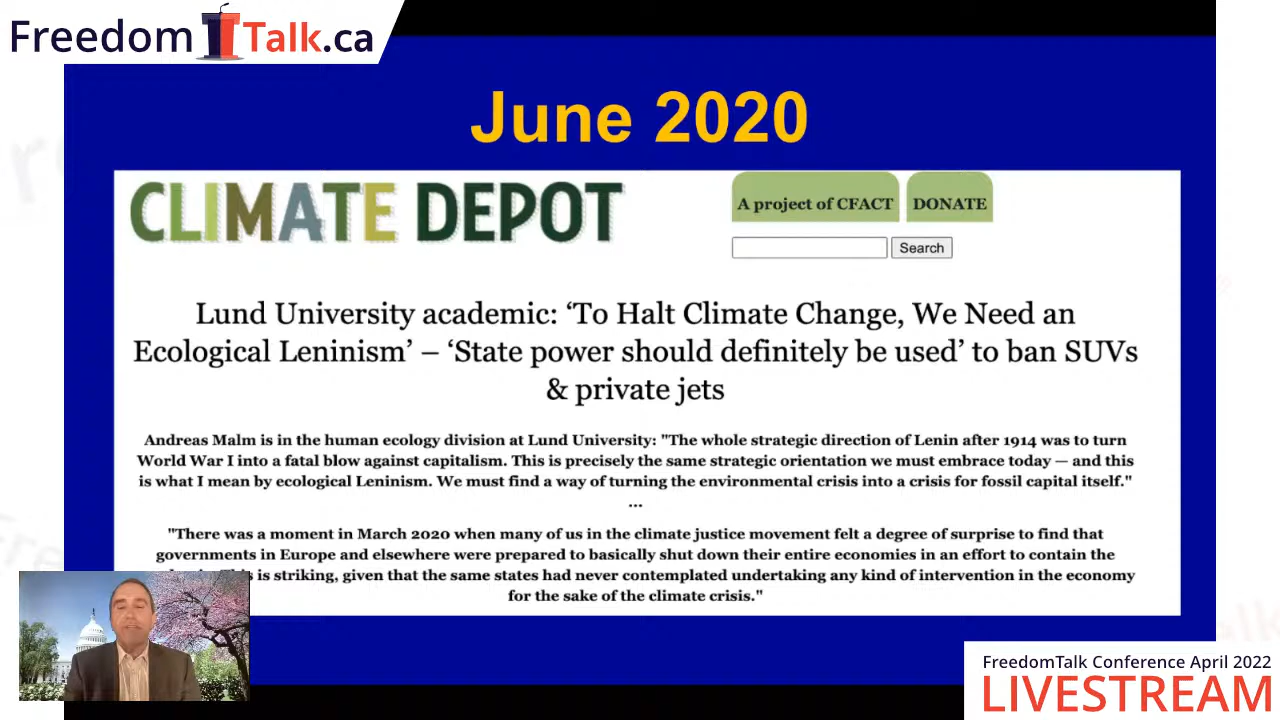 FreedomTalk.ca
June 2020
CLIMATE DEPOT
A project of CFACT
DONATE
Search
Lund University academic: ‘To Halt Climate Change, We Need an
Ecological Leninism’ – ‘State power should definitely be used’ to ban SUVs
& private jets
Andreas Malm is in the human ecology division at Lund University: "The whole strategic direction of Lenin after 1914 was to turn
World War I into a fatal blow against capitalism. This is precisely the same strategic orientation we must embrace today — and this
is what I mean by ecological Leninism. We must find a way of turning the environmental crisis into a crisis for fossil capital itself."
...
"There was a moment in March 2020 when many of us in the climate justice movement felt a degree of surprise to find that
governments in Europe and elsewhere were prepared to basically shut down their entire economies in an effort to contain the
is striking, given that the same states had never contemplated undertaking any kind of intervention in the economy
for the sake of the climate crisis."
FreedomTalk Conference April 2022
LIVESTREAM